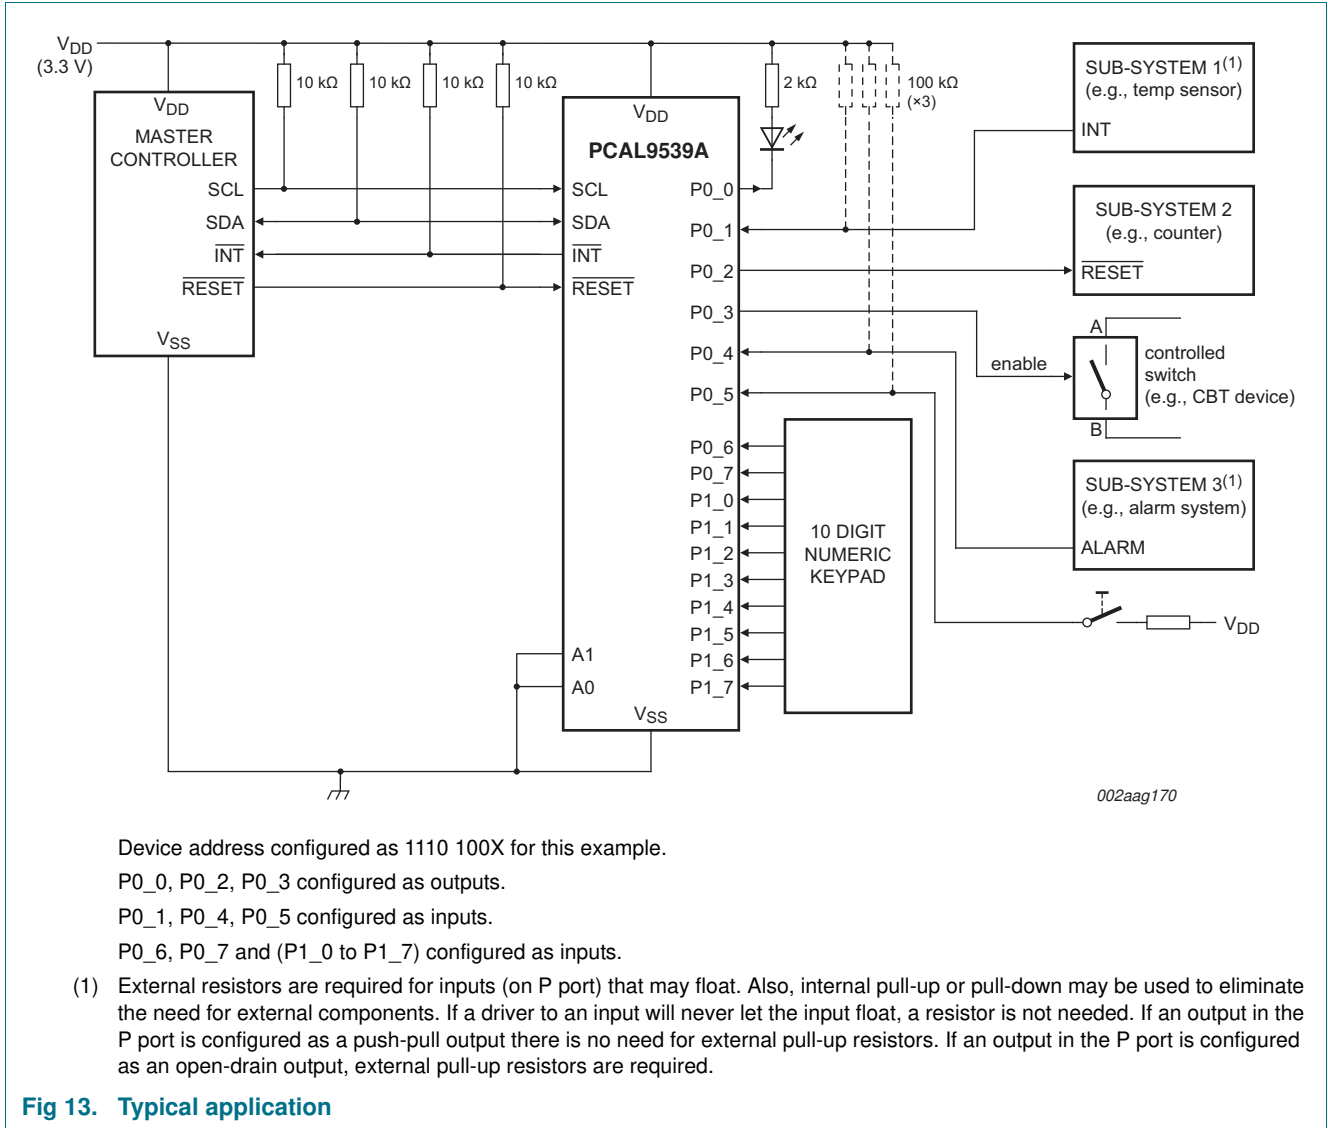 VDD
(3.3 V)
10 kΩ
10 kΩ
10 kΩ
10 kΩ
2 kΩ
100 kΩ
(×3)
VDD
MASTER
CONTROLLER
SCL
SDA
INT
RESET
VSS
VDD
PCAL9539A
SCL
SDA
INT
RESET
A1
A0
VSS
P0_0
P0_1
P0_2
P0_3
P0_4
P0_5
P0_6
P0_7
P1_0
P1_1
P1_2
P1_3
P1_4
P1_5
P1_6
P1_7
10 DIGIT
NUMERIC
KEYPAD
SUB-SYSTEM 1(1)
(e.g., temp sensor)
INT
SUB-SYSTEM 2
(e.g., counter)
RESET
enable
A
B
controlled
switch
(e.g., CBT device)
SUB-SYSTEM 3(1)
(e.g., alarm system)
ALARM
VDD
002aag170
Device address configured as 1110 100X for this example.
P0_0, P0_2, P0_3 configured as outputs.
P0_1, P0_4, P0_5 configured as inputs.
P0_6, P0_7 and (P1_0 to P1_7) configured as inputs.
(1) External resistors are required for inputs (on P port) that may float. Also, internal pull-up or pull-down may be used to eliminate
the need for external components. If a driver to an input will never let the input float, a resistor is not needed. If an output in the
P port is configured as a push-pull output there is no need for external pull-up resistors. If an output in the P port is configured
as an open-drain output, external pull-up resistors are required.
Fig 13. Typical application